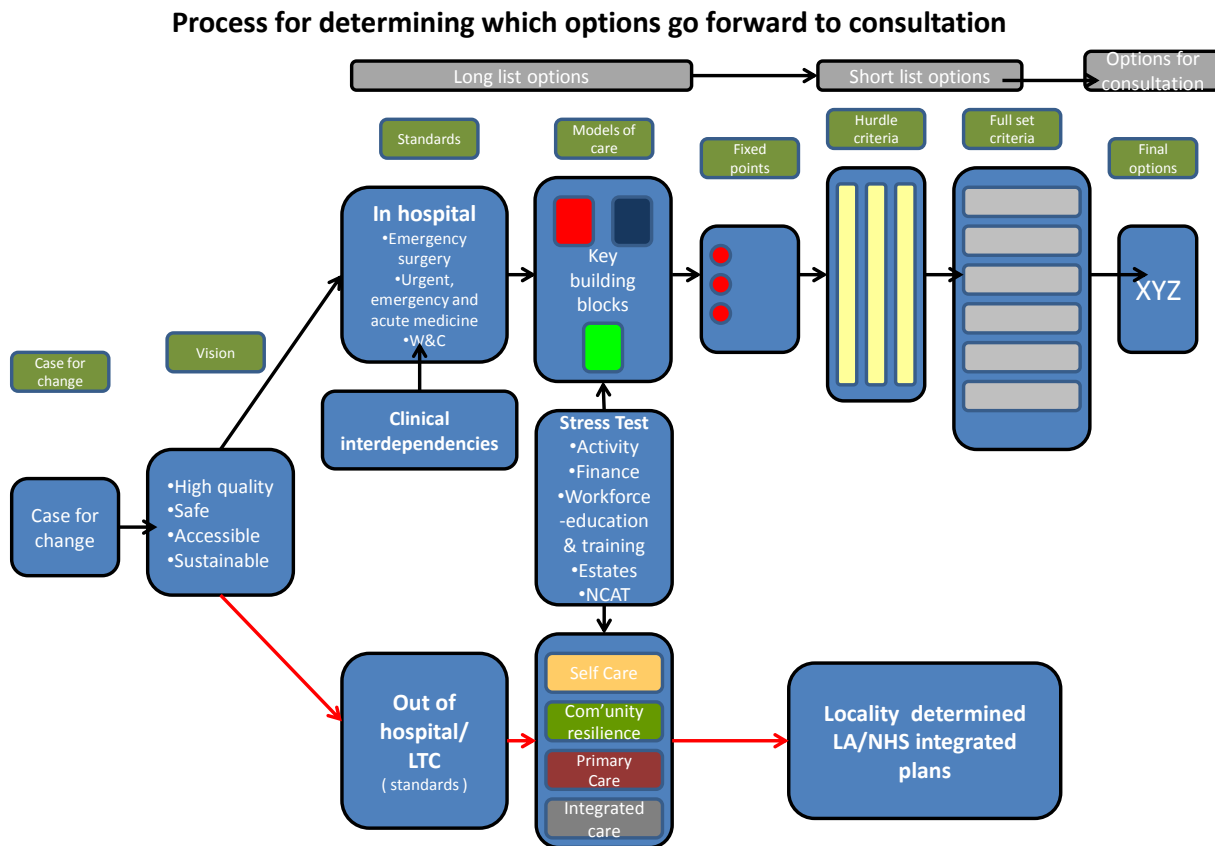 Process for determining which options go forward to consultation
Long list options
Short list options
Options for
consultation
Standards
Models of
care
Fixed
points
Hurdle
criteria
Full set
criteria
Final
options
Case for
change
Vision
In hospital
•Emergency
surgery
•Urgent,
emergency and
acute medicine
•W&C
Key
building
blocks
XYZ
Clinical
interdependencies
Case for
change
•High quality
•Safe
•Accessible
•Sustainable
Stress Test
•Activity
•Finance
•Workforce
-education
& training
•Estates
•NCAT
Out of
hospital/
LTC
( standards )
Self Care
Com'unity
resilience
Primary
Care
Integrated
care
Locality determined
LA/NHS integrated
plans